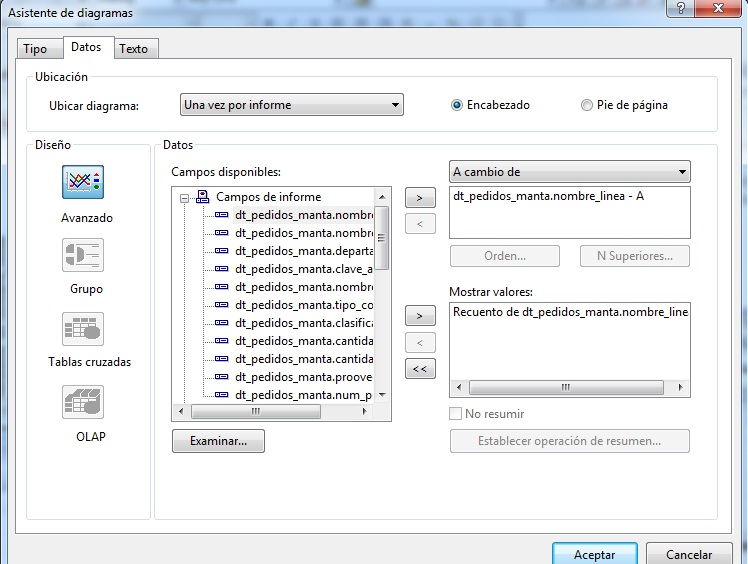 Asistente de diagramas
?
Tipo
Datos
Texto
Ubicación
Ubicar diagrama:
Una vez por informe
Encabezado
Pie de página
Diseño
Avanzado
Grupo
Tablas cruzadas
OLAP
Datos
Campos disponibles:
Campos de informe
dt_pedidos_manta.nombre
dt_pedidos_manta.nombre
dt_pedidos_manta.departa
dt_pedidos_manta.clave_a
dt_pedidos_manta.nombre
dt_pedidos_manta.tipo_co
dt_pedidos_manta.clasifica
dt_pedidos_manta.cantida
dt_pedidos_manta.cantida
dt_pedidos_manta.proove
dt_pedidos_manta.num_p
Examinar...
>
<
A cambio de
dt_pedidos_manta.nombre_linea - A
Orden...
N Superiores...
Mostrar valores:
>
<
<<
Recuento de dt_pedidos_manta.nombre_line
No resumir
Establecer operación de resumen...
Aceptar
Cancelar